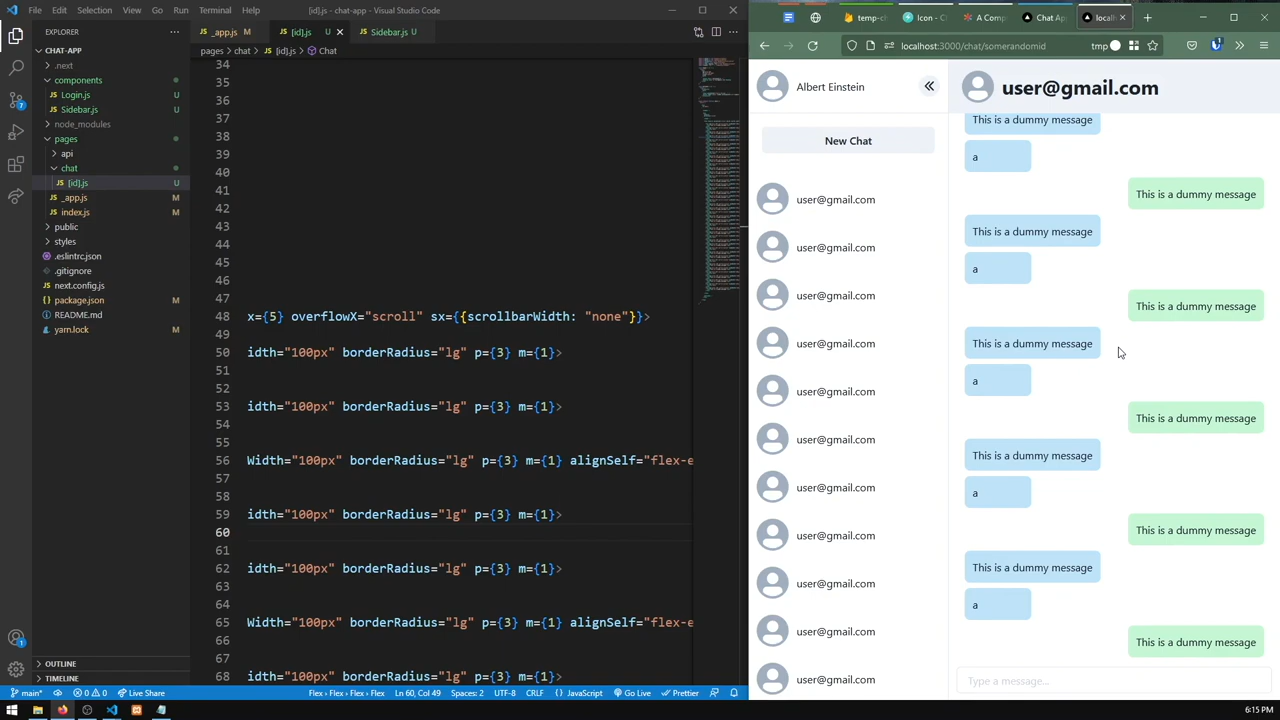 File Edit Selection View Go Run Terminal Help [id].js - chat-app - Visual Studio Code
EXPLORER
CHAT-APP
.next
components
Login.js
Sidebar.js U
node_modules
pages
api
chat
[id].js U
_app.js M
index.js M
public
styles
.eslintrc.json
.gitignore
next.config.js
package.json M
README.md
yarn.lock M
OUTLINE
TIMELINE
_app.js M [id].js U Sidebar.js U
pages > chat > [id].js > Chat
34
35
36
37
38
39
40
41
42
43
44
45
46
47
48 x={5} overflowX="scroll" sx={{scrollbarWidth: "none"}}>
49
50 idth="100px" borderRadius="lg" p={3} m={1}>
51
52
53 idth="100px" borderRadius="lg" p={3} m={1}>
54
55
56 Width="100px" borderRadius="lg" p={3} m={1} alignSelf="flex-e
57
58
59 idth="100px" borderRadius="lg" p={3} m={1}>
60
61
62 idth="100px" borderRadius="lg" p={3} m={1}>
63
64
65 Width="100px" borderRadius="lg" p={3} m={1} alignSelf="flex-e
66
67
68 idth="100px" borderRadius="lg" p={3} m={1}>
main* 0 0 Live Share Flex > Flex > Flex > Flex Ln 60, Col 49 Spaces: 2 UTF-8 CRLF JavaScript Go Live Prettier
temp-c Icon - C A Comp Chat Ap local
localhost:3000/chat/somerandomid tmp
Albert Einstein
New Chat
user@gmail.com
user@gmail.com
user@gmail.com
user@gmail.com
user@gmail.com
user@gmail.com
user@gmail.com
user@gmail.com
user@gmail.com
user@gmail.com
user@gmail.com
user@gmail.com
This is a dummy message
a
This is a dummy message
This is a dummy message
a
This is a dummy message
This is a dummy message
a
This is a dummy message
This is a dummy message
a
This is a dummy message
This is a dummy message
a
This is a dummy message
Type a message...
6:15 PM